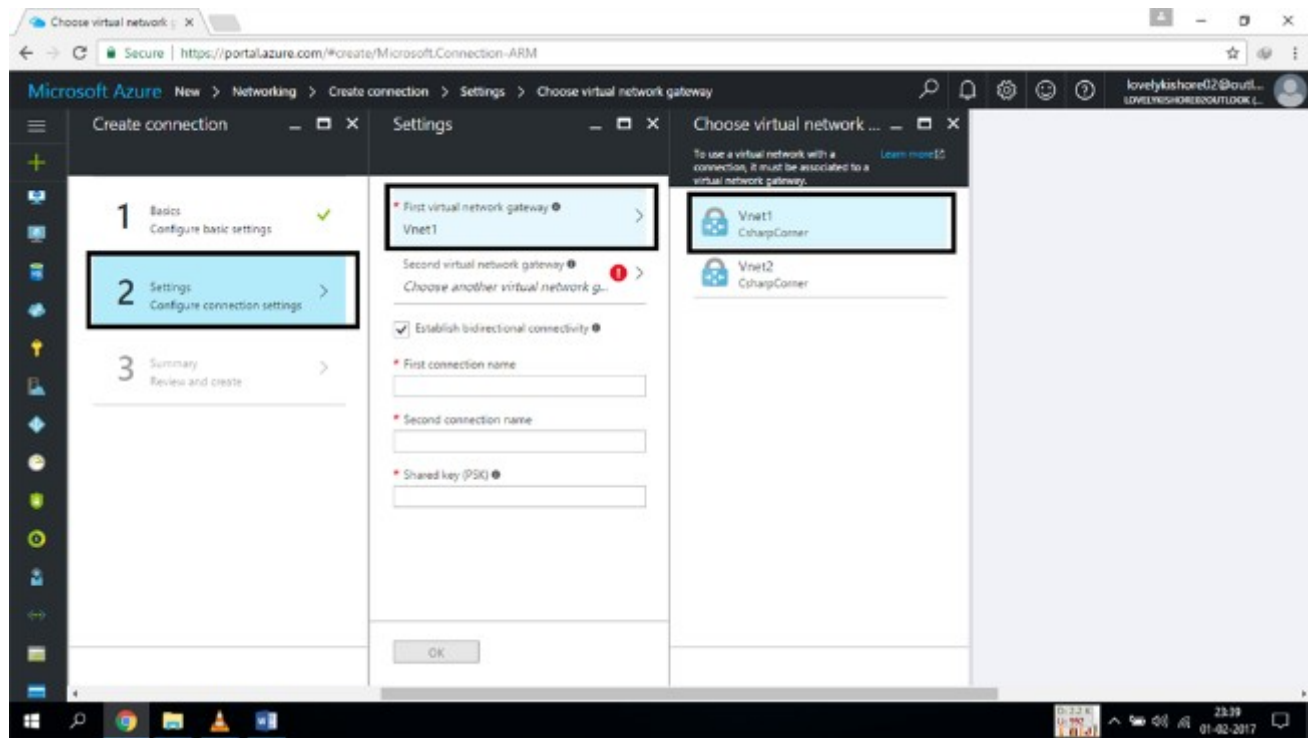 Choose virtual network g
Secure | https://portal.azure.com/#create/Microsoft.Connection-ARM
Microsoft Azure New > Networking > Create connection > Settings > Choose virtual network gateway
lovelykishore02@outl...
LOVELYKISHORE02OUTLOOK (...
Create connection
1
Basics
Configure basic settings
2
Settings
Configure connection settings
3
Summary
Review and create
Settings
* First virtual network gateway
Vnet1
Second virtual network gateway
Choose another virtual network g...
Establish bidirectional connectivity
* First connection name
* Second connection name
* Shared key (PSK)
OK
Choose virtual network ...
To use a virtual network with a
connection, it must be associated to a
virtual network gateway.
Learn more
Vnet1
CsharpCorner
Vnet2
CsharpCorner
23:39
01-02-2017